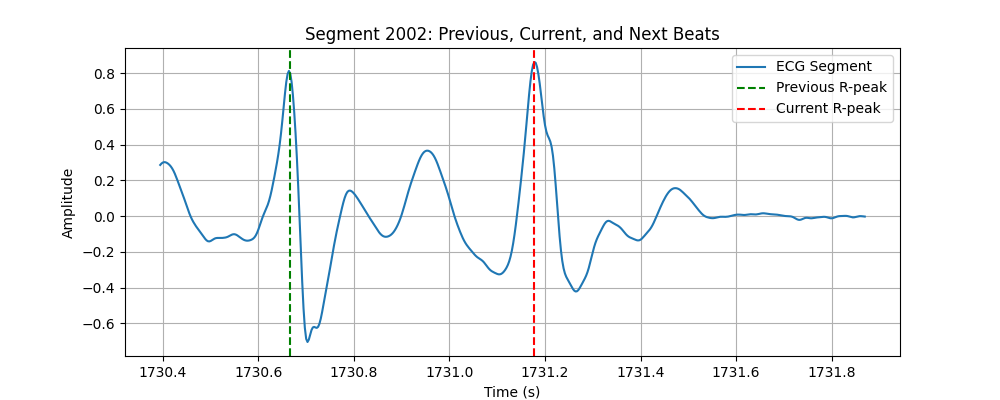 Segment 2002: Previous, Current, and Next Beats
ECG Segment
Previous R-peak
Current R-peak
Amplitude
0.8
0.6
0.4
0.2
0.0
−0.2
−0.4
−0.6
1730.4 1730.6 1730.8 1731.0 1731.2 1731.4 1731.6 1731.8
Time (s)